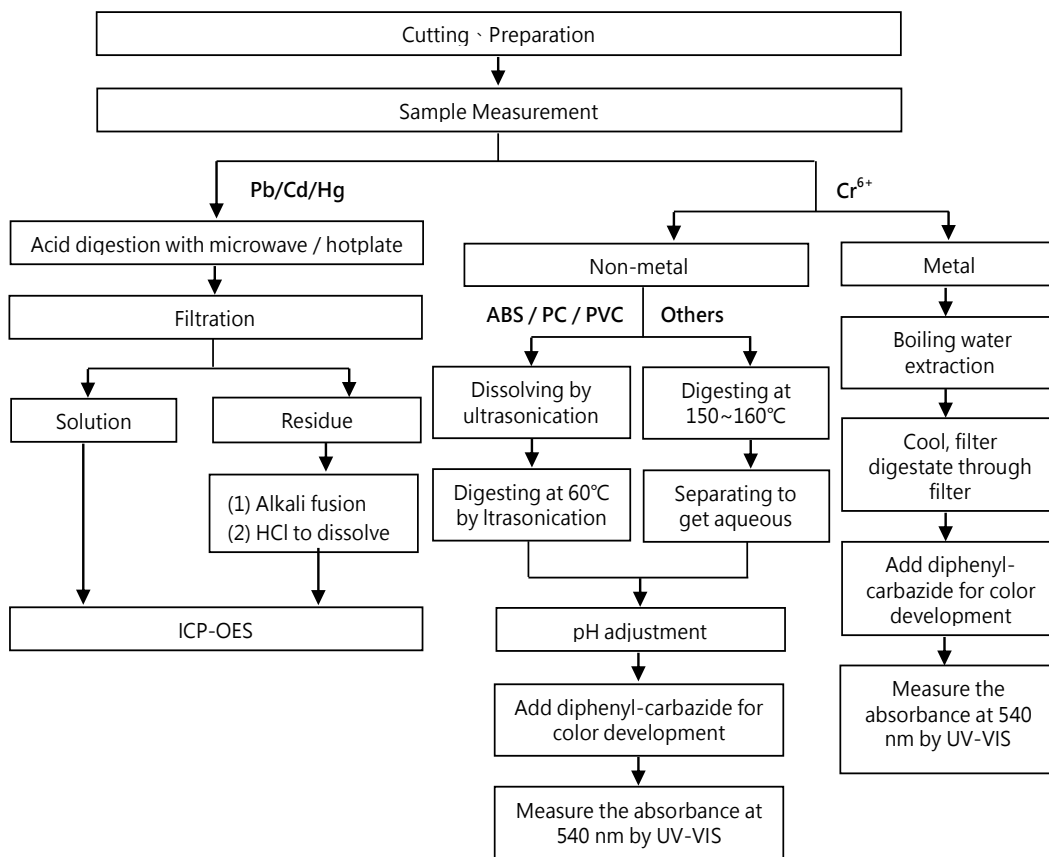 Cutting、Preparation
Sample Measurement
Pb/Cd/Hg
Cr6+
Acid digestion with microwave / hotplate
Non-metal
Metal
Filtration
ABS / PC / PVC
Others
Boiling water
extraction
Solution
Residue
Dissolving by
ultrasonication
Digesting at
150~160℃
Cool, filter
digestate through
filter
(1) Alkali fusion
(2) HCl to dissolve
Digesting at 60℃
by ltrasonication
Separating to
get aqueous
Add diphenyl-
carbazide for color
development
ICP-OES
pH adjustment
Add diphenyl-carbazide for
color development
Measure the
absorbance at 540
nm by UV-VIS
Measure the absorbance at
540 nm by UV-VIS